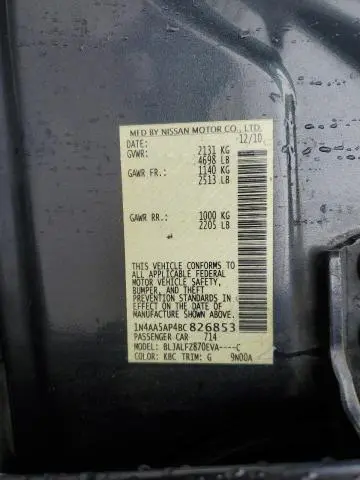 MFD BY NISSAN MOTOR CO., LTD.
DATE: 12/10
GVWR: 2131 KG
4698 LB
GAWR FR.: 1140 KG
2513 LB
GAWR RR.: 1000 KG
2205 LB
THIS VEHICLE CONFORMS TO ALL
APPLICABLE FEDERAL
MOTOR VEHICLE SAFETY,
BUMPER, AND THEFT
PREVENTION STANDARDS IN
EFFECT ON THE DATE OF
MANUFACTURE SHOWN ABOVE.
1N4AA5AP4BC826853
PASSENGER CAR 714
MODEL: BLJALFZ870EVA----C
COLOR: KBC TRIM: G 9N00A